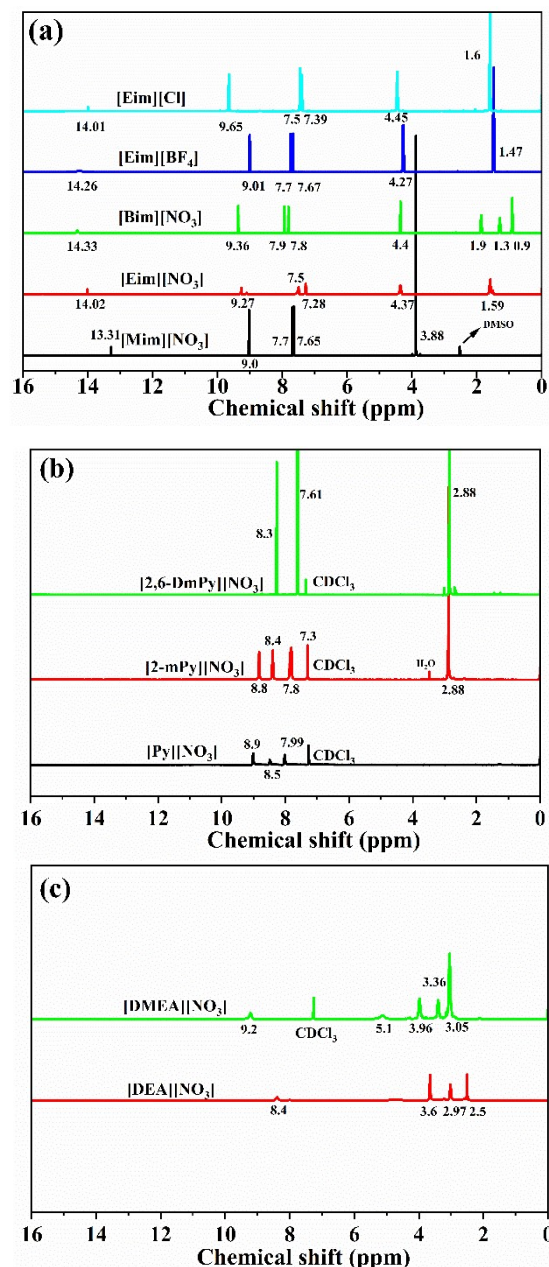 (a)
1.6
[Eim][Cl]
14.01 9.65 7.5 7.39 4.45
[Eim][BF4]
1.47
14.26 9.01 7.7 7.67 4.27
[Bim][NO3]
14.33 9.36 7.9 7.8 4.4 1.9 1.3 0.9
[Eim][NO3]
7.5
14.02 9.27 7.28 4.37 1.59
13.31 [Mim][NO3] 7.7 7.65 3.88 DMSO
9.0
16 14 12 10 8 6 4 2 0
Chemical shift (ppm)
(b)
7.61 2.88
8.3
[2,6-DmPy][NO3] CDCl3
8.4 7.3
[2-mPy][NO3] CDCl3 H2O
8.8 7.8 2.88
8.9 7.99
[Py][NO3] CDCl3
8.5
16 14 12 10 8 6 4 2 0
Chemical shift (ppm)
(c)
3.36
[DMEA][NO3]
9.2 CDCl3 5.1 3.96 3.05
[DEA][NO3]
8.4 3.6 2.97 2.5
16 14 12 10 8 6 4 2 0
Chemical shift (ppm)